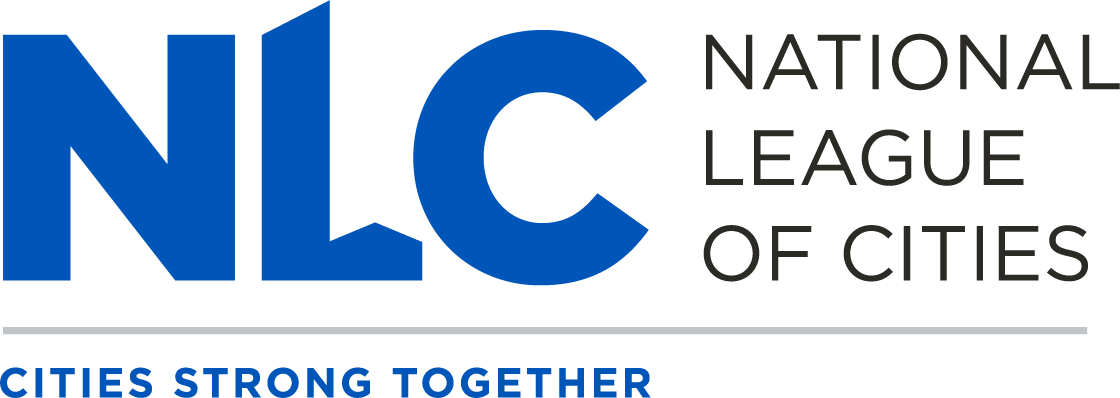 NLC
NATIONAL
LEAGUE
OF CITIES
CITIES STRONG TOGETHER